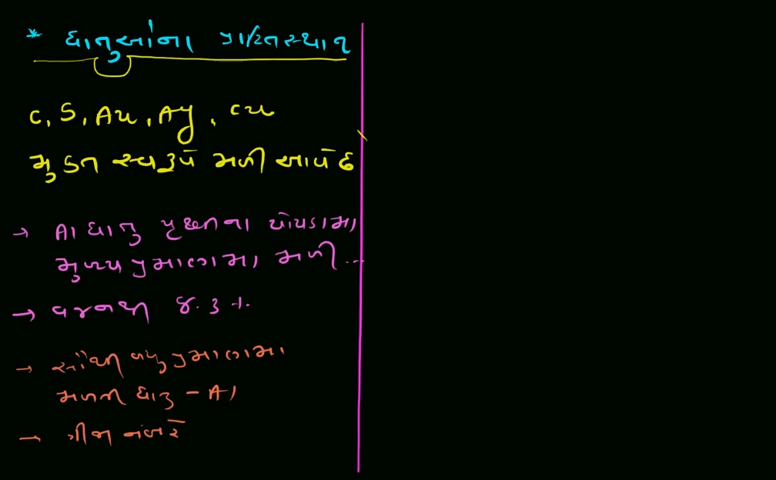 * ધાતુઓના પ્રાપ્તિસ્થાન
C, S, Au, Ag, Cu
મુક્ત સ્વરૂપે મળી આવે છે
→ Al ધાતુ પૃથ્વીના પોપડામાં
મુખ્ય પ્રમાણમાં મળી...
→ વજનથી 8.3 %
→ સૌથી વધુ પ્રમાણમાં
મળતી ધાતુ - Al
→ ત્રીજા નંબરે